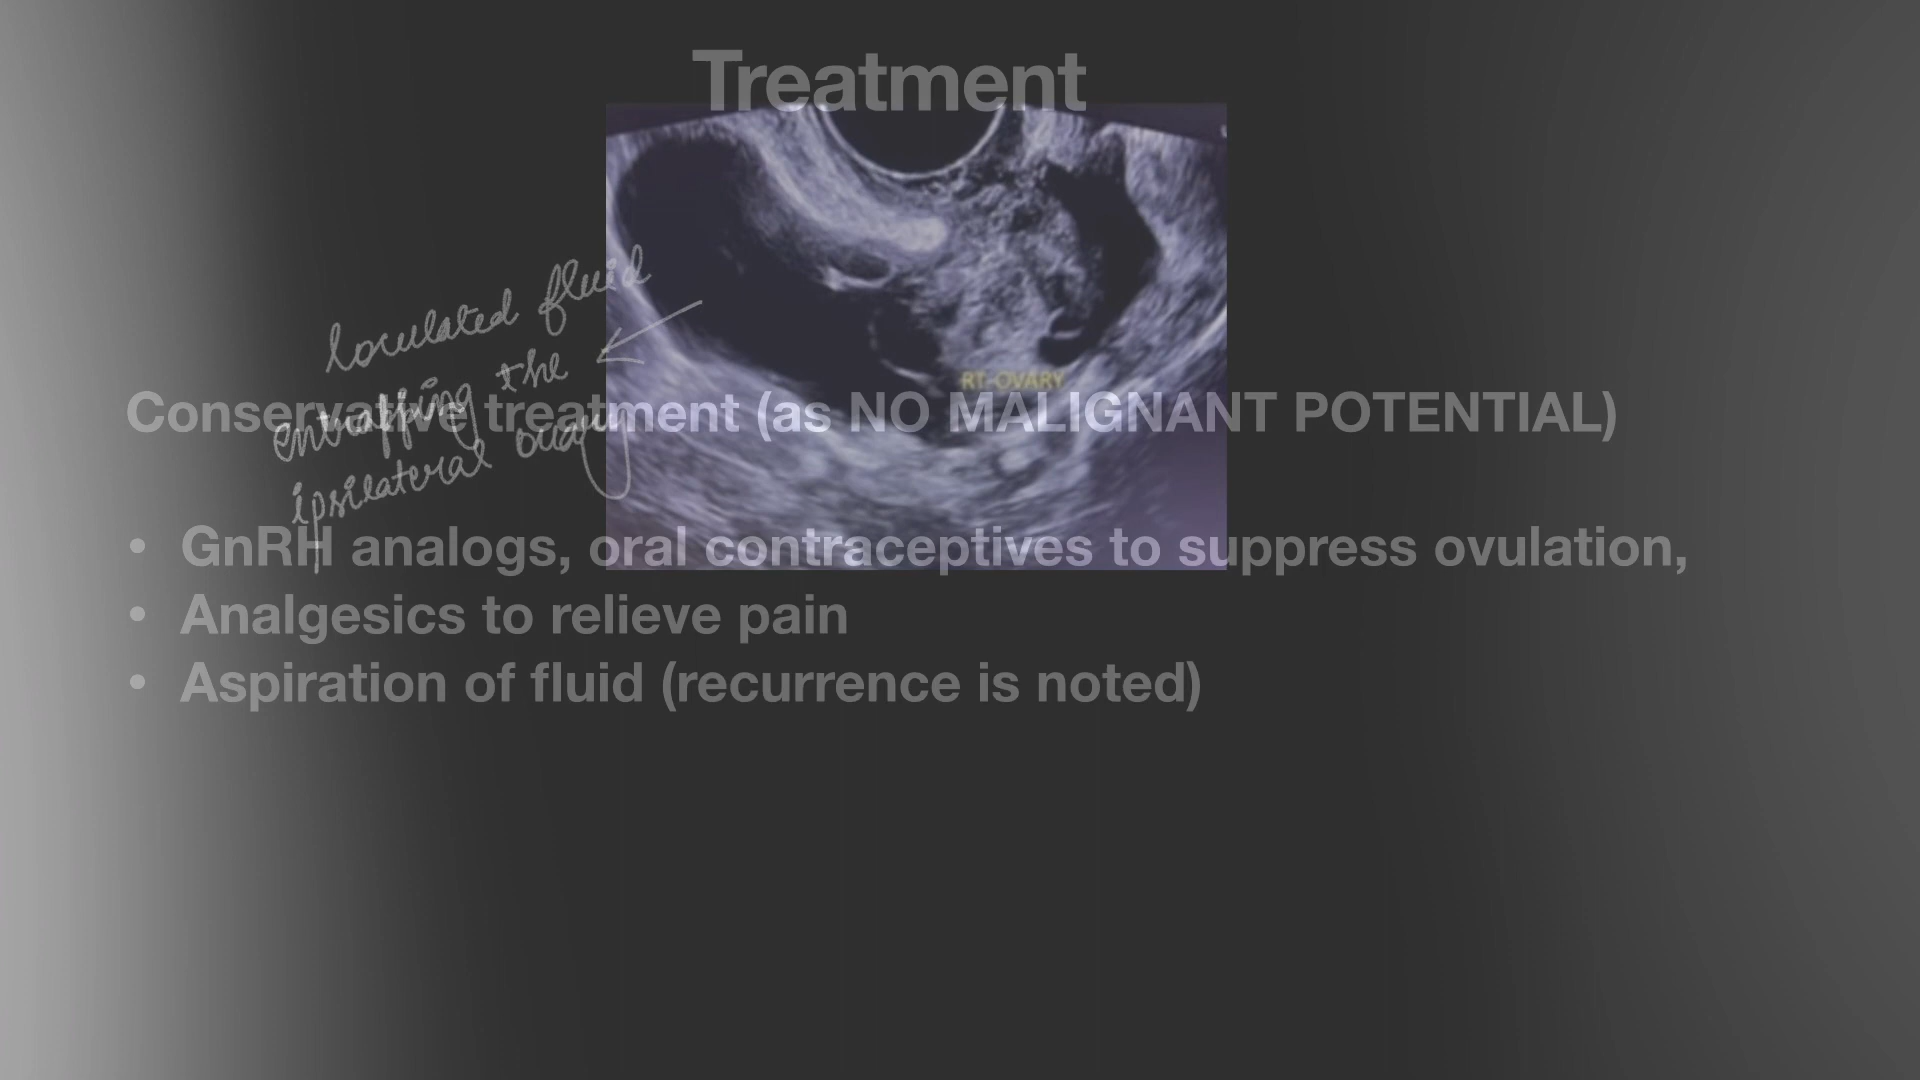 Treatment
loculated fluid
entrapping the
ipsilateral ovary
RT-OVARY
Conservative treatment (as NO MALIGNANT POTENTIAL)
• GnRH analogs, oral contraceptives to suppress ovulation,
• Analgesics to relieve pain
• Aspiration of fluid (recurrence is noted)